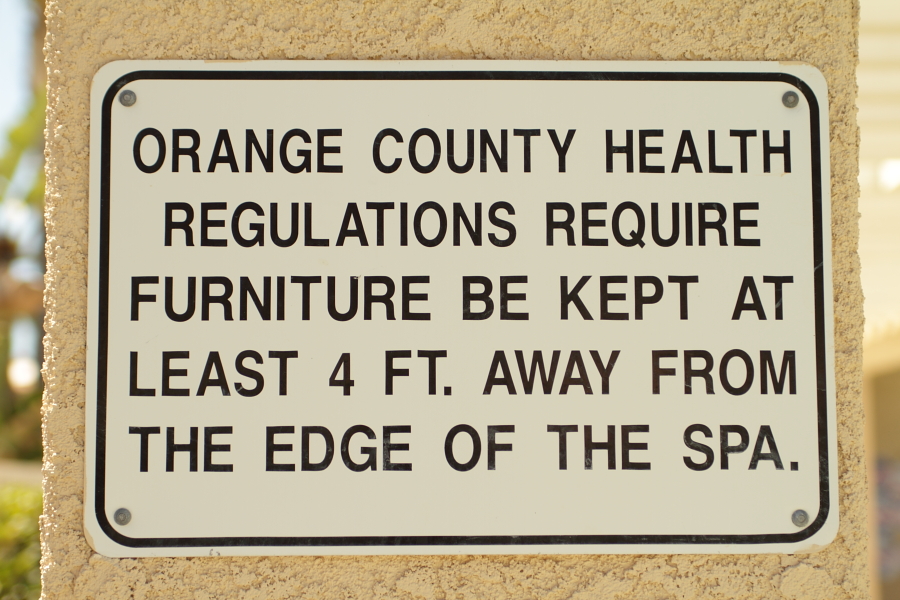 ORANGE COUNTY HEALTH
REGULATIONS REQUIRE
FURNITURE BE KEPT AT
LEAST 4 FT. AWAY FROM
THE EDGE OF THE SPA.